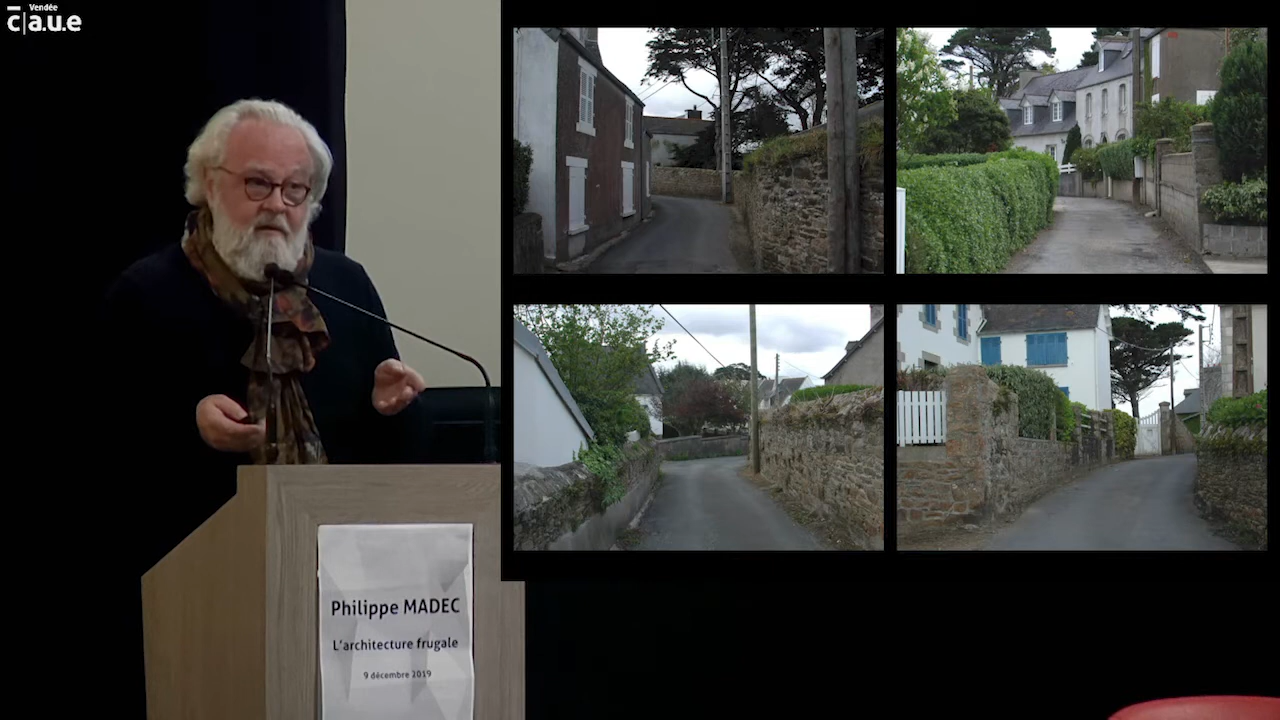 Vendée
c|a.u.e
Philippe MADEC
L'architecture frugale
9 décembre 2019